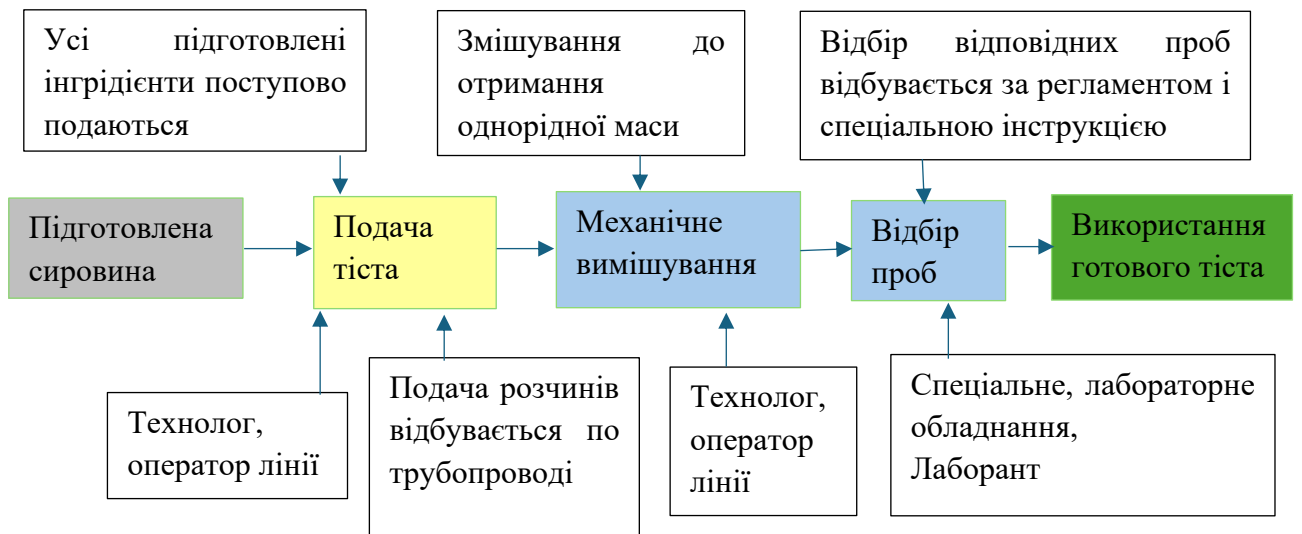 Усі підготовлені
інгрідієнти поступово
подаються
Змішування до
отримання
однорідної маси
Відбір відповідних проб
відбувається за регламентом і
спеціальною інструкцією
Підготовлена
сировина
Подача
тіста
Механічне
вимішування
Відбір
проб
Використання
готового тіста
Технолог,
оператор лінії
Подача розчинів
відбувається по
трубопроводі
Технолог,
оператор
лінії
Спеціальне, лабораторне
обладнання,
Лаборант